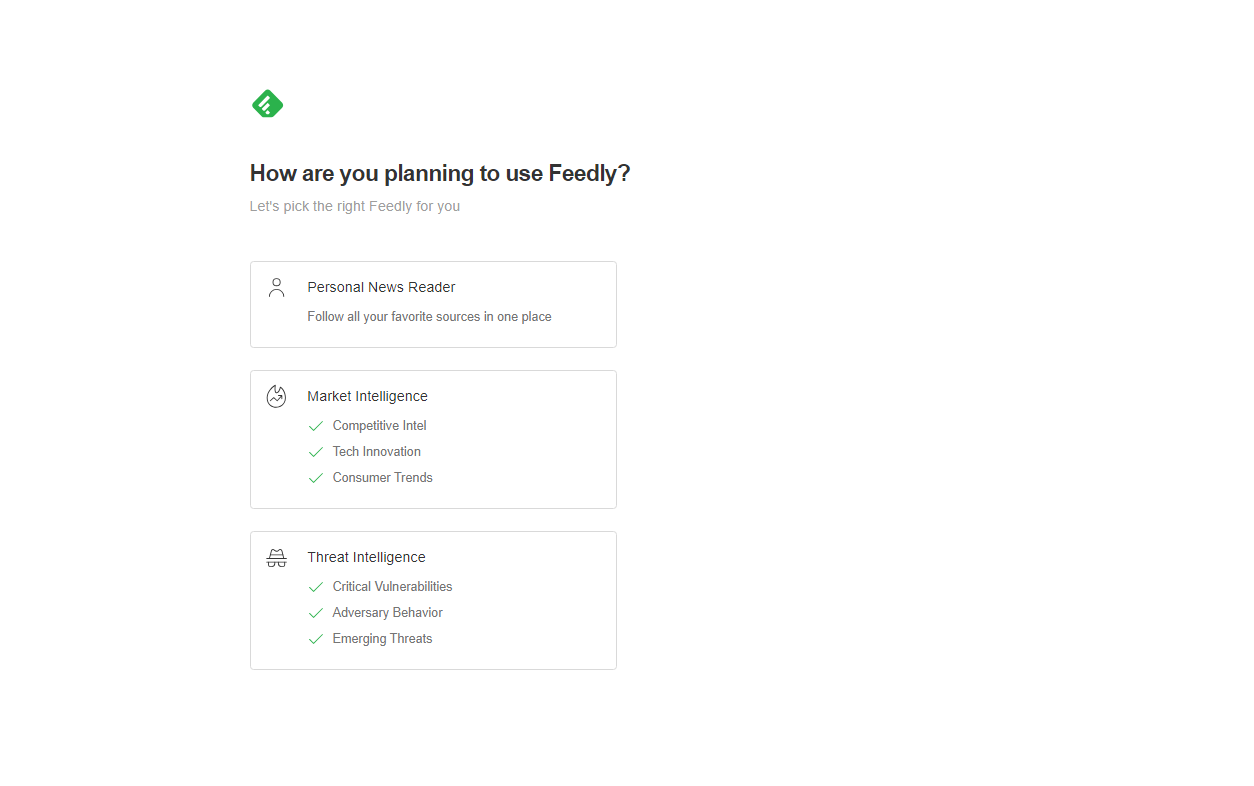 How are you planning to use Feedly?
Let's pick the right Feedly for you
Personal News Reader
Follow all your favorite sources in one place
Market Intelligence
Competitive Intel
Tech Innovation
Consumer Trends
Threat Intelligence
Critical Vulnerabilities
Adversary Behavior
Emerging Threats